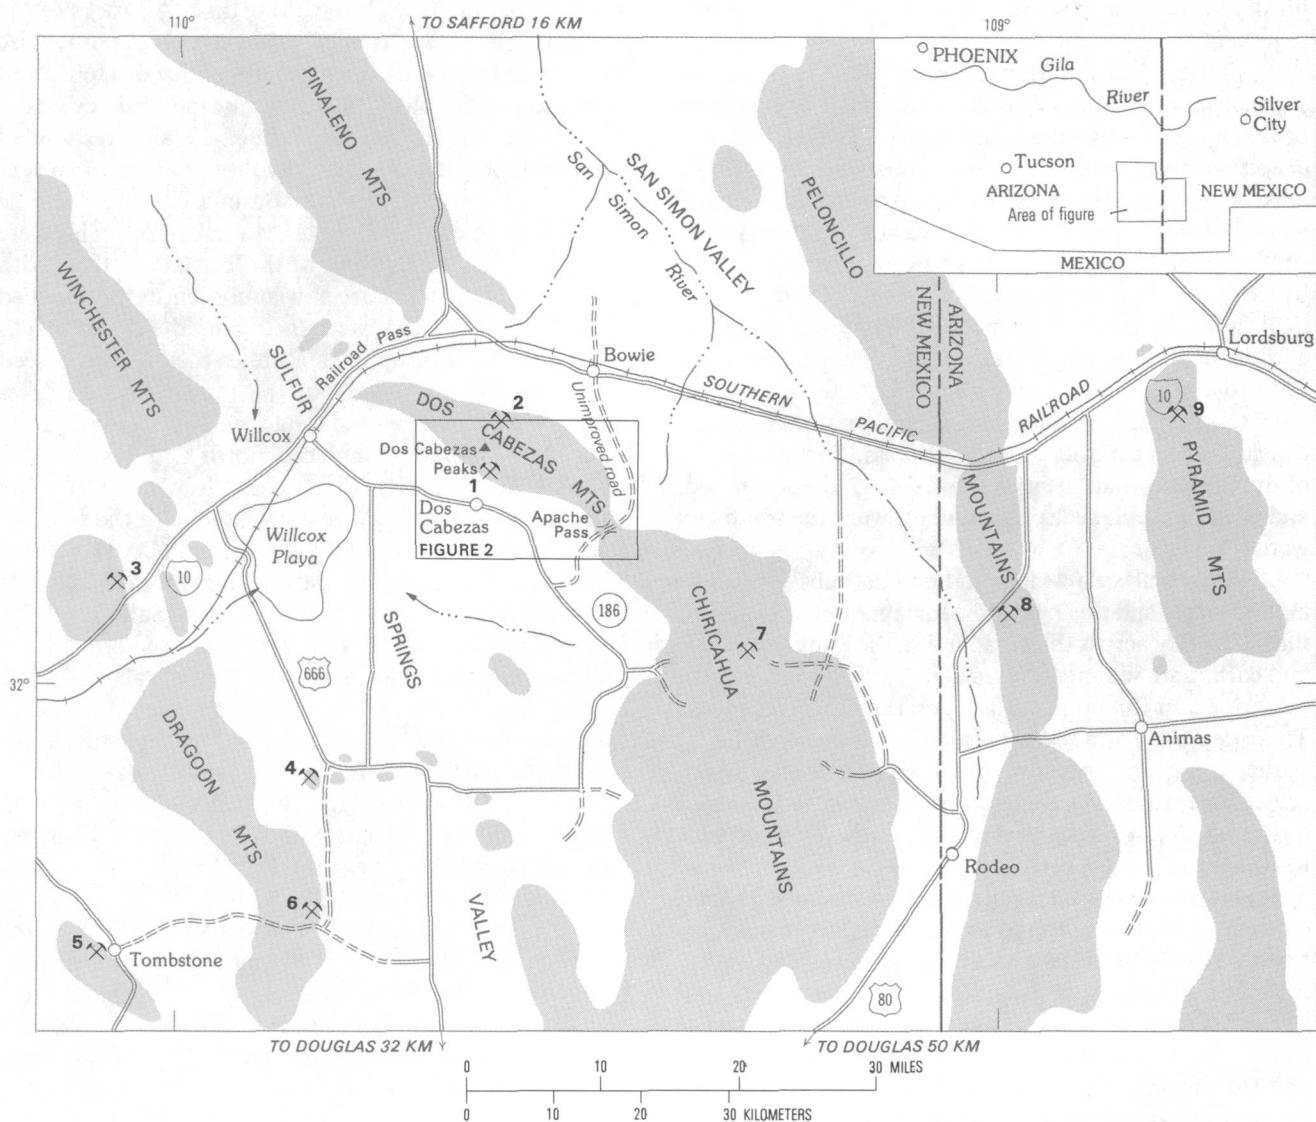 110°
TO SAFFORD 16 KM
109°
PINALENO MTS
San Simon River
SAN SIMON VALLEY
PELONCILLO
PHOENIX
Gila River
Silver City
Tucson
ARIZONA
NEW MEXICO
Area of figure
MEXICO
WINCHESTER MTS
SULFUR
Railroad Pass
NEW MEXICO
ARIZONA
Lordsburg
Bowie
Unimproved road
SOUTHERN
PACIFIC
RAILROAD
10
9
DOS
2
CABEZAS
MTS
Willcox
Dos Cabezas
Peaks
1
Dos
Cabezas
Apache
Pass
FIGURE 2
MOUNTAINS
PYRAMID
MTS
Willcox
Playa
3
10
186
SPRINGS
CHIRICAHUA
7
8
666
32°
DRAGOON
MTS
4
Animas
MOUNTAINS
Rodeo
6
VALLEY
5
Tombstone
80
TO DOUGLAS 32 KM
TO DOUGLAS 50 KM
0 10 20 30 MILES
0 10 20 30 KILOMETERS